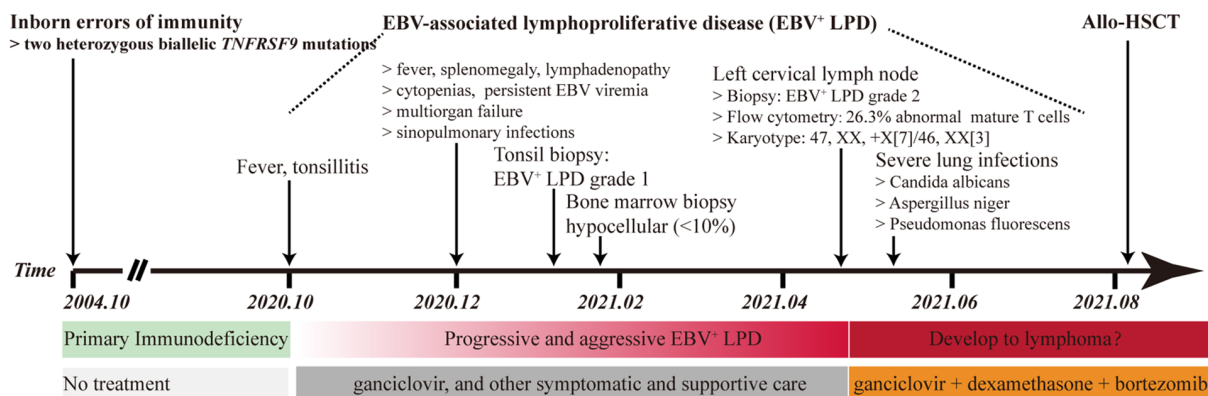 Inborn errors of immunity
> two heterozygous biallelic TNFRSF9 mutations
EBV-associated lymphoproliferative disease (EBV⁺ LPD)
Allo-HSCT
> fever, splenomegaly, lymphadenopathy
> cytopenias, persistent EBV viremia
> multiorgan failure
> sinopulmonary infections
Left cervical lymph node
> Biopsy: EBV⁺ LPD grade 2
> Flow cytometry: 26.3% abnormal mature T cells
> Karyotype: 47, XX, +X[7]/46, XX[3]
Fever, tonsillitis
Tonsil biopsy:
EBV⁺ LPD grade 1
Bone marrow biopsy
hypocellular (<10%)
Severe lung infections
> Candida albicans
> Aspergillus niger
> Pseudomonas fluorescens
Time
2004.10
2020.10
2020.12
2021.02
2021.04
2021.06
2021.08
Primary Immunodeficiency
Progressive and aggressive EBV⁺ LPD
Develop to lymphoma?
No treatment
ganciclovir, and other symptomatic and supportive care
ganciclovir + dexamethasone + bortezomib